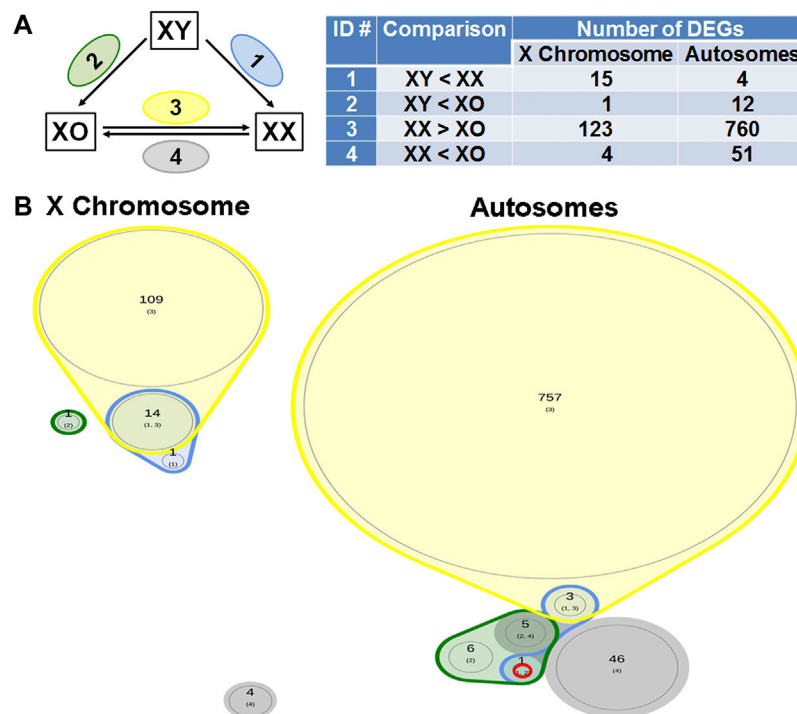 A
XY
2
1
3
XO
XX
4
ID # Comparison Number of DEGs
X Chromosome Autosomes
1 XY < XX 15 4
2 XY < XO 1 12
3 XX > XO 123 760
4 XX < XO 4 51
B X Chromosome Autosomes
109
(3)
757
(3)
14
(1, 3)
1
(2)
1
(1)
3
(1, 3)
5
(2, 4)
6
(2)
1
46
(4)
4
(4)